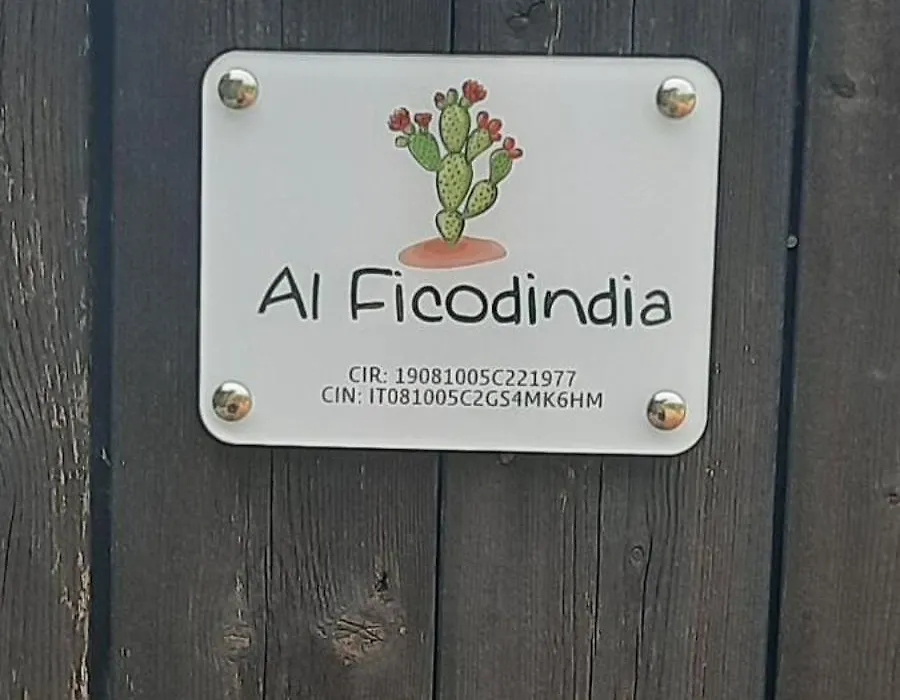 Al Ficodindia
CIR: 19081005C221977
CIN: IT081005C2GS4MK6HM